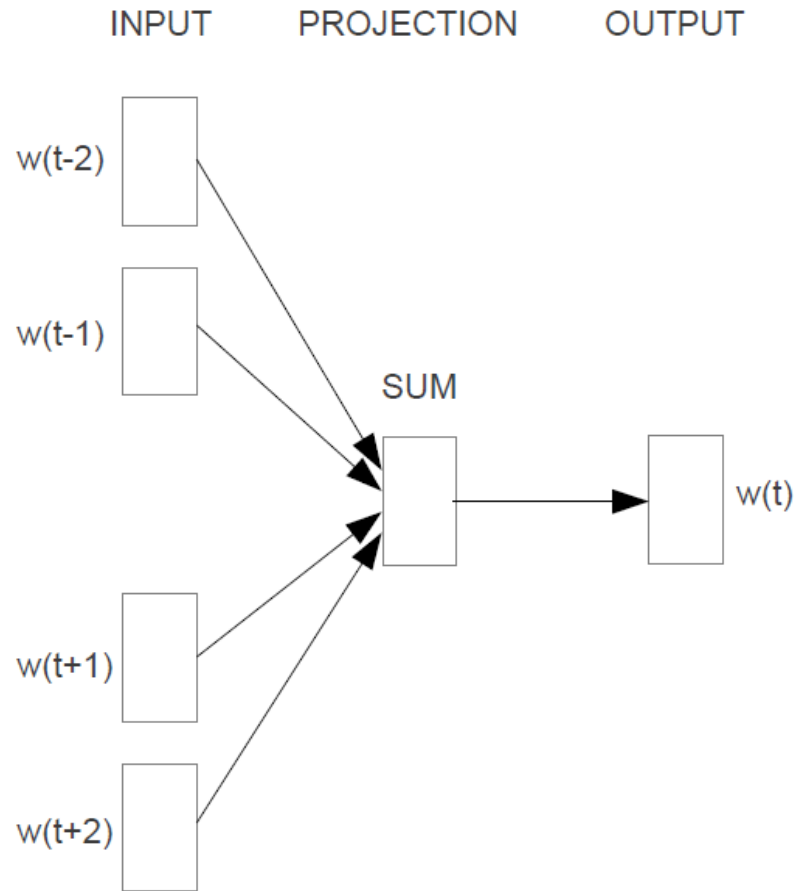 INPUT PROJECTION OUTPUT
w(t-2)
w(t-1)
SUM
w(t)
w(t+1)
w(t+2)